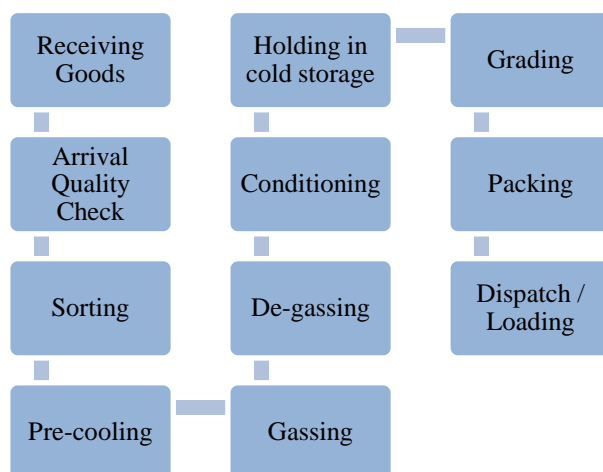 Receiving
Goods
Arrival
Quality
Check
Sorting
Pre-cooling
Gassing
De-gassing
Conditioning
Holding in
cold storage
Grading
Packing
Dispatch /
Loading